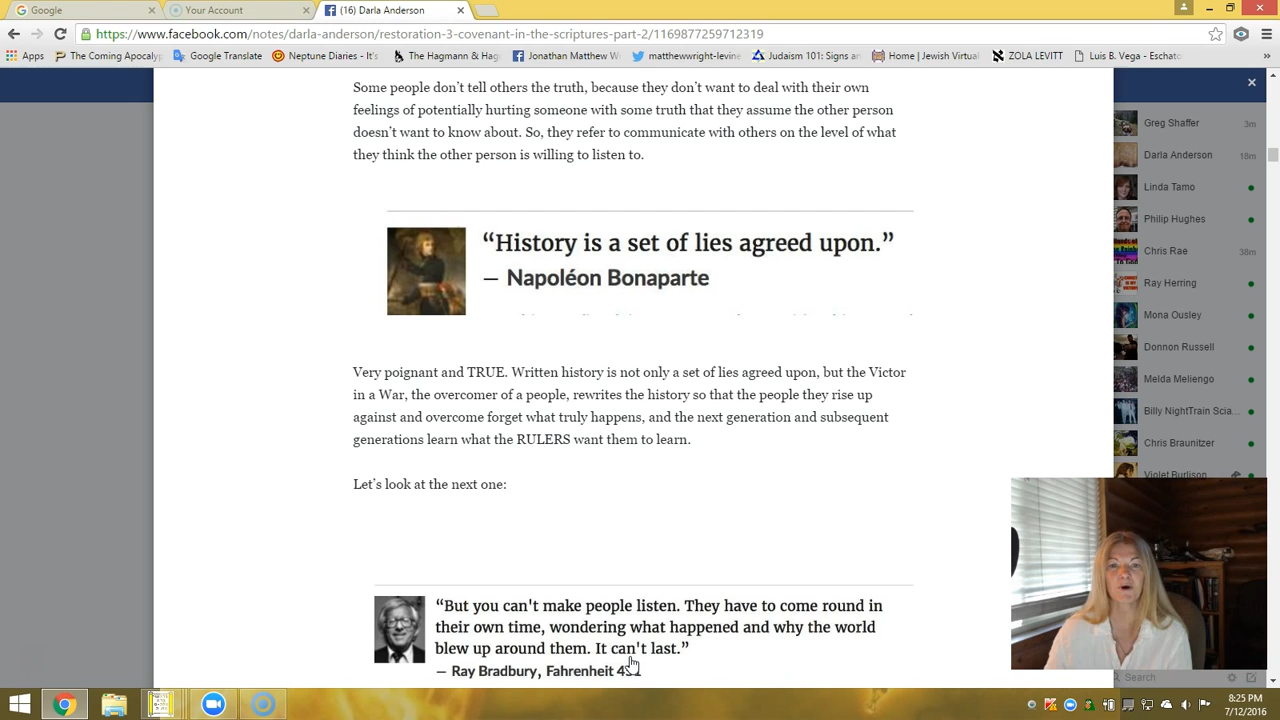 Google
Your Account
(16) Darla Anderson
https://www.facebook.com/notes/darla-anderson/restoration-3-covenant-in-the-scriptures-part-2/1169877259712319
Apps
The Coming Apocalyp
Google Translate
Neptune Diaries - It's
The Hagmann & Hag
Jonathan Matthew W
matthewwright-levine
Judaism 101: Signs an
Home | Jewish Virtual
ZOLA LEVITT
Luis B. Vega - Eschato
Some people don't tell others the truth, because they don't want to deal with their own
feelings of potentially hurting someone with some truth that they assume the other person
doesn't want to know about. So, they refer to communicate with others on the level of what
they think the other person is willing to listen to.
“History is a set of lies agreed upon.”
— Napoléon Bonaparte
Very poignant and TRUE. Written history is not only a set of lies agreed upon, but the Victor
in a War, the overcomer of a people, rewrites the history so that the people they rise up
against and overcome forget what truly happens, and the next generation and subsequent
generations learn what the RULERS want them to learn.
Let's look at the next one:
“But you can't make people listen. They have to come round in
their own time, wondering what happened and why the world
blew up around them. It can't last.”
— Ray Bradbury, Fahrenheit
Greg Shaffer 3m
Darla Anderson 18m
Linda Tamo
Philip Hughes
Chris Rae 38m
Ray Herring
Mona Ousley
Donnon Russell
Melda Meliengo
Billy NightTrain Scia...
Chris Braunitzer
Violet Burlison
Search
8:25 PM
7/12/2016